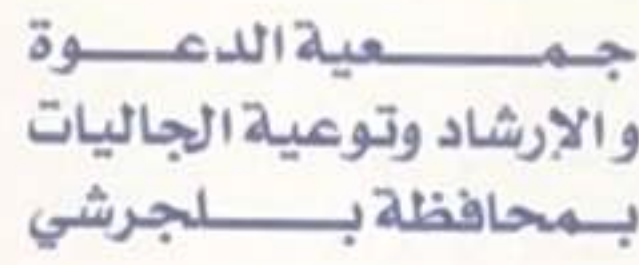 جمعية الدعوة
والإرشاد وتوعية الجاليات
بمحافظة بلجرشي